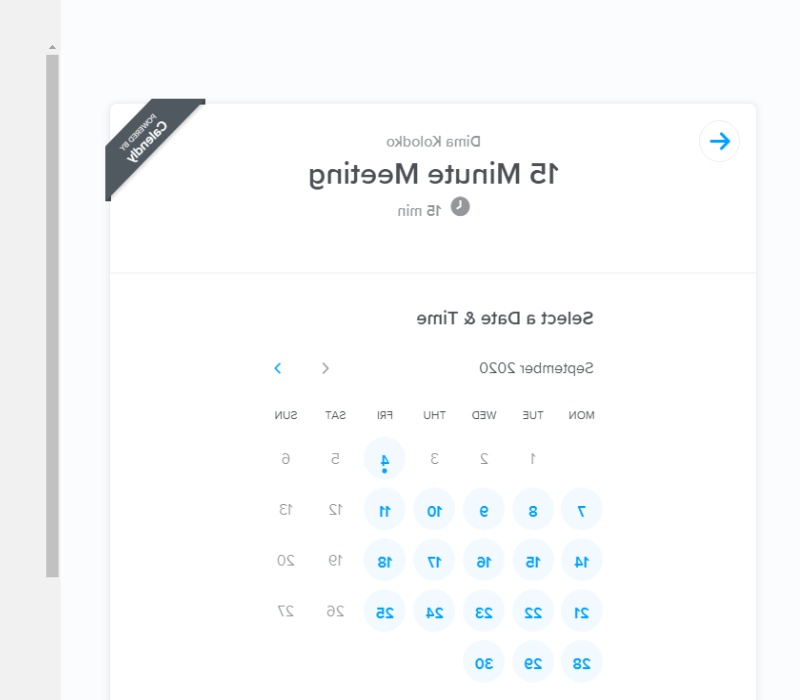 POWERED BY
Calendly
Dima Kolodko
15 Minute Meeting
15 min
Select a Date & Time
September 2020
MON TUE WED THU FRI SAT SUN
1 2 3 4 5 6
7 8 9 10 11 12 13
14 15 16 17 18 19 20
21 22 23 24 25 26 27
28 29 30